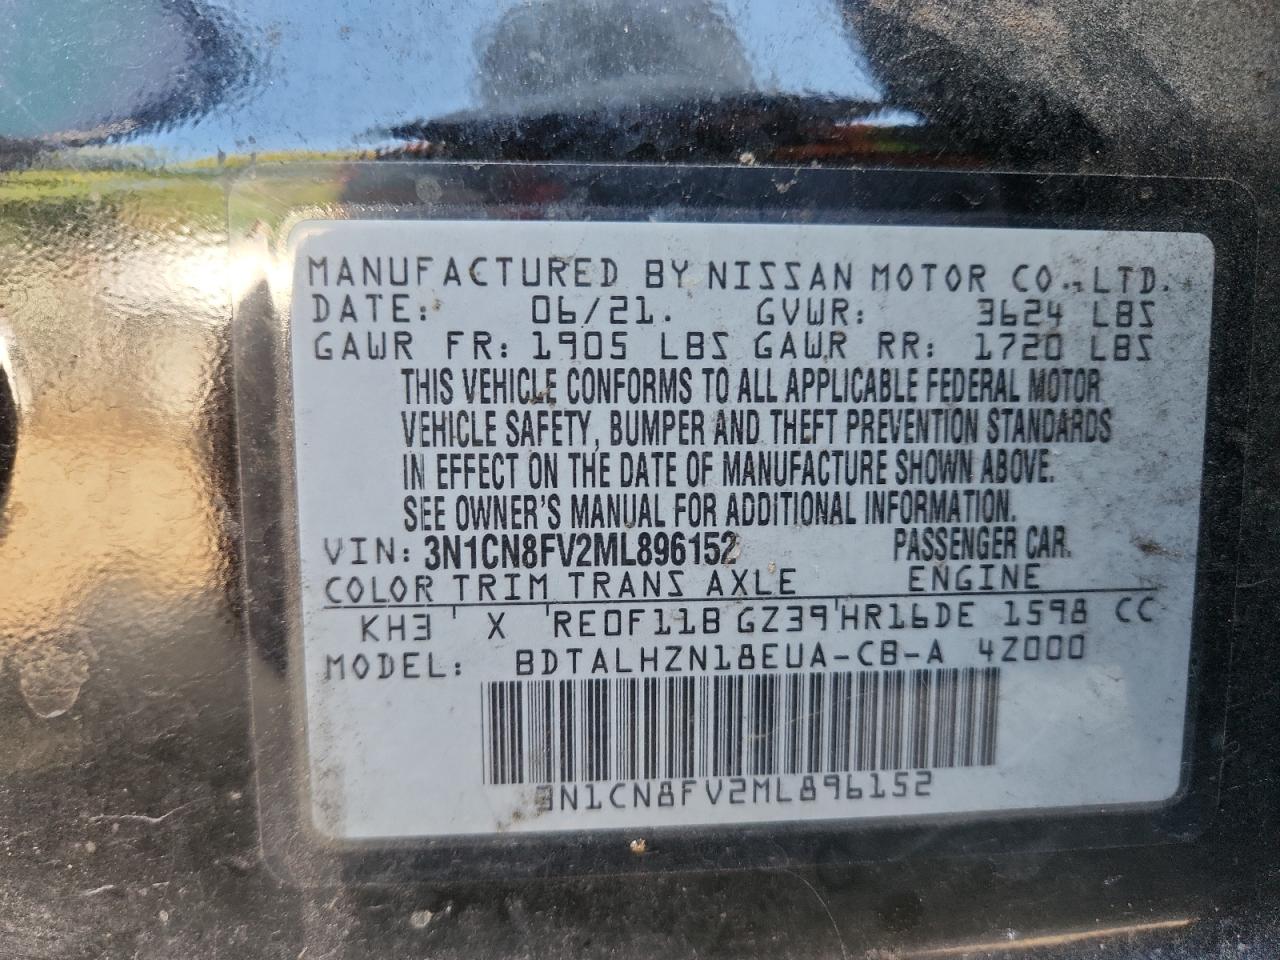 MANUFACTURED BY NISSAN MOTOR CO., LTD.
DATE: 06/21. GVWR: 3624 LBS
GAWR FR: 1905 LBS GAWR RR: 1720 LBS
THIS VEHICLE CONFORMS TO ALL APPLICABLE FEDERAL MOTOR
VEHICLE SAFETY, BUMPER AND THEFT PREVENTION STANDARDS
IN EFFECT ON THE DATE OF MANUFACTURE SHOWN ABOVE.
SEE OWNER'S MANUAL FOR ADDITIONAL INFORMATION.
VIN: 3N1CN8FV2ML896152 PASSENGER CAR.
COLOR TRIM TRANS AXLE ENGINE
KH3 X RE0F11B GZ39 HR16DE 1598 CC
MODEL: BDTALHZN18EUA-CB-A 4Z000
3N1CN8FV2ML896152